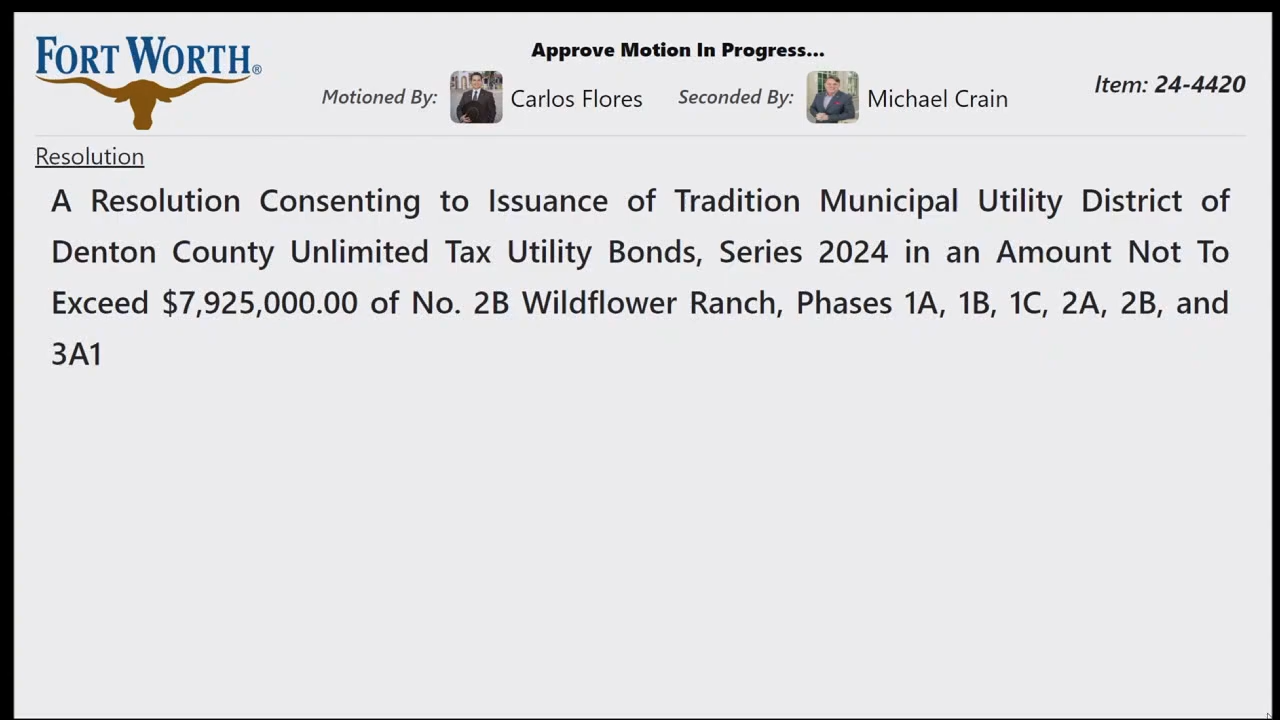 FORT WORTH®
Approve Motion In Progress...
Motioned By: Carlos Flores Seconded By: Michael Crain
Item: 24-4420
Resolution
A Resolution Consenting to Issuance of Tradition Municipal Utility District of
Denton County Unlimited Tax Utility Bonds, Series 2024 in an Amount Not To
Exceed $7,925,000.00 of No. 2B Wildflower Ranch, Phases 1A, 1B, 1C, 2A, 2B, and
3A1